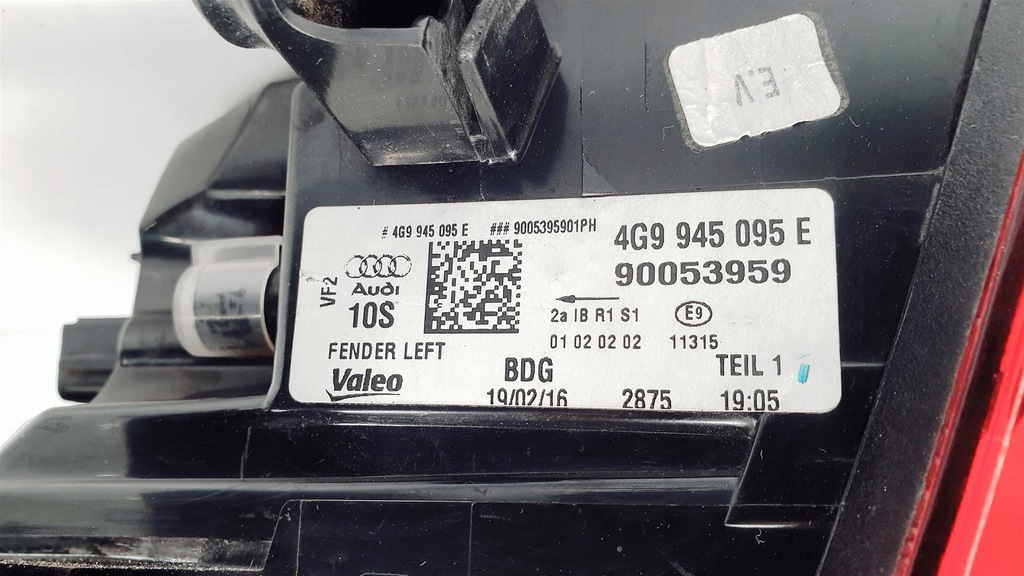 E.V
# 4G9 945 095 E ### 9005395901PH
4G9 945 095 E
90053959
VF2
Audi
10S
2a IB R1 S1 E9
01 02 02 02 11315
FENDER LEFT
Valeo
BDG TEIL 1
19/02/16 2875 19:05